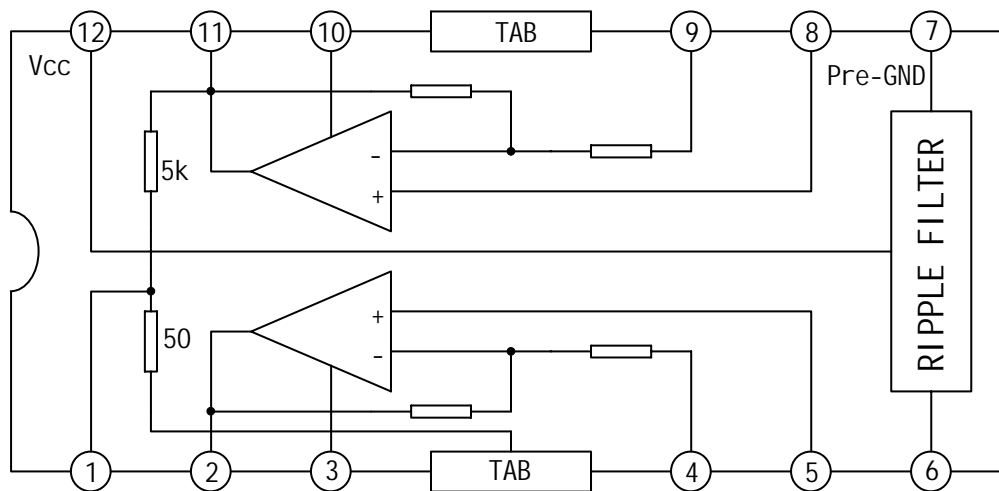 12 11 10 TAB 9 8 7
Vcc
Pre-GND
5k
-
+
RIPPLE FILTER
+
-
50
1 2 3 TAB 4 5 6